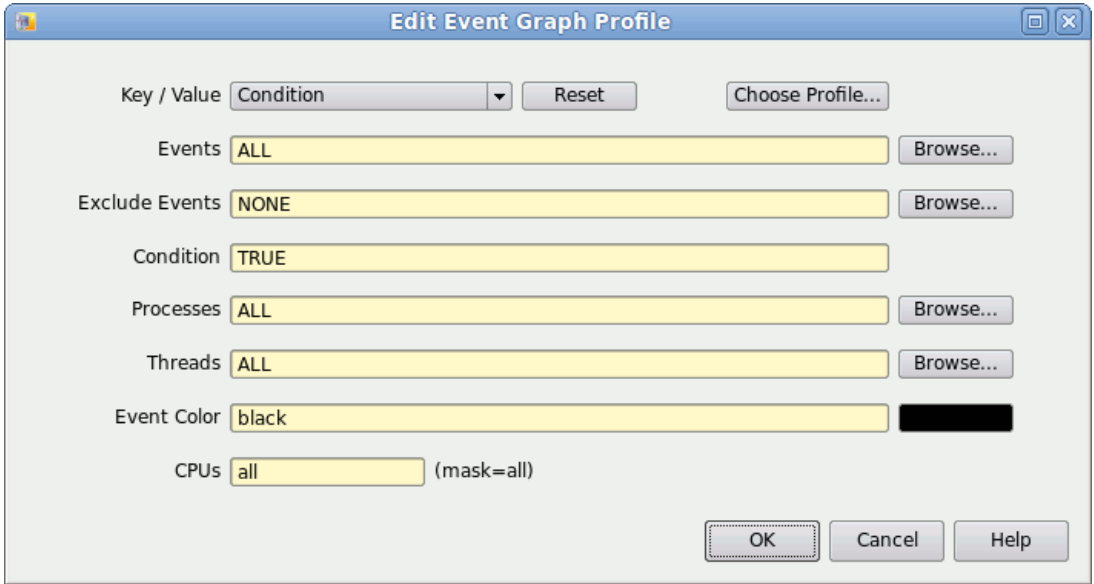 Edit Event Graph Profile
Key / Value Condition Reset Choose Profile...
Events ALL Browse...
Exclude Events NONE Browse...
Condition TRUE
Processes ALL Browse...
Threads ALL Browse...
Event Color black
CPUs all (mask=all)
OK Cancel Help